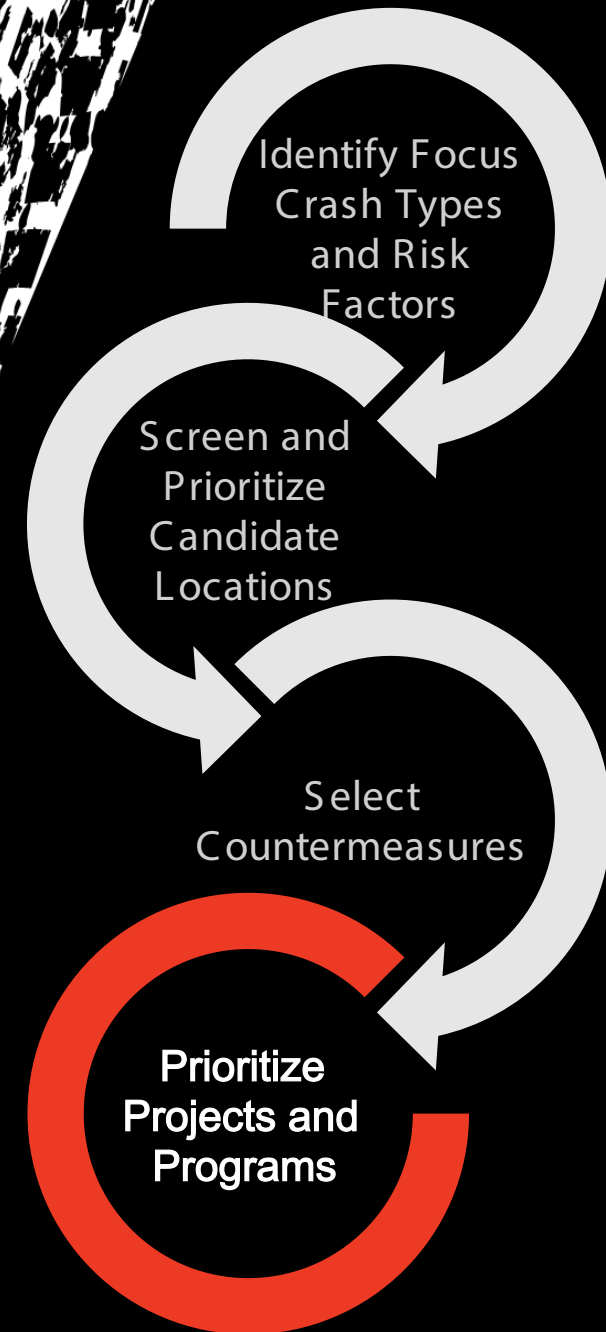 Identify Focus
Crash Types
and Risk
Factors
Screen and
Prioritize
Candidate
Locations
Select
Countermeasures
Prioritize
Projects and
Programs